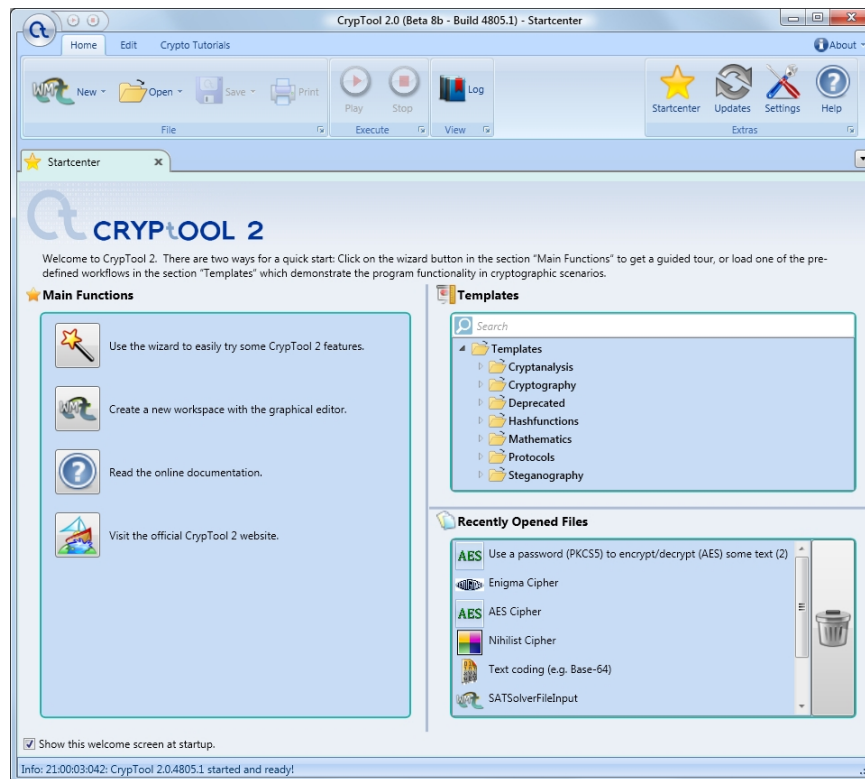 CrypTool 2.0 (Beta 8b - Build 4805.1) - Startcenter
Home Edit Crypto Tutorials About
New Open Save Print Play Stop Log Startcenter Updates Settings Help
File Execute View Extras
Startcenter
CRYPTOOL 2
Welcome to CrypTool 2. There are two ways for a quick start: Click on the wizard button in the section "Main Functions" to get a guided tour, or load one of the pre-
defined workflows in the section "Templates" which demonstrate the program functionality in cryptographic scenarios.
Main Functions
Use the wizard to easily try some CrypTool 2 features.
Create a new workspace with the graphical editor.
Read the online documentation.
Visit the official CrypTool 2 website.
Templates
Search
Templates
Cryptanalysis
Cryptography
Deprecated
Hashfunctions
Mathematics
Protocols
Steganography
Recently Opened Files
AES Use a password (PKCS5) to encrypt/decrypt (AES) some text (2)
Enigma Cipher
AES AES Cipher
Nihilist Cipher
Text coding (e.g. Base-64)
SATSolverFileInput
Show this welcome screen at startup.
Info: 21:00:03:042: CrypTool 2.0.4805.1 started and ready!